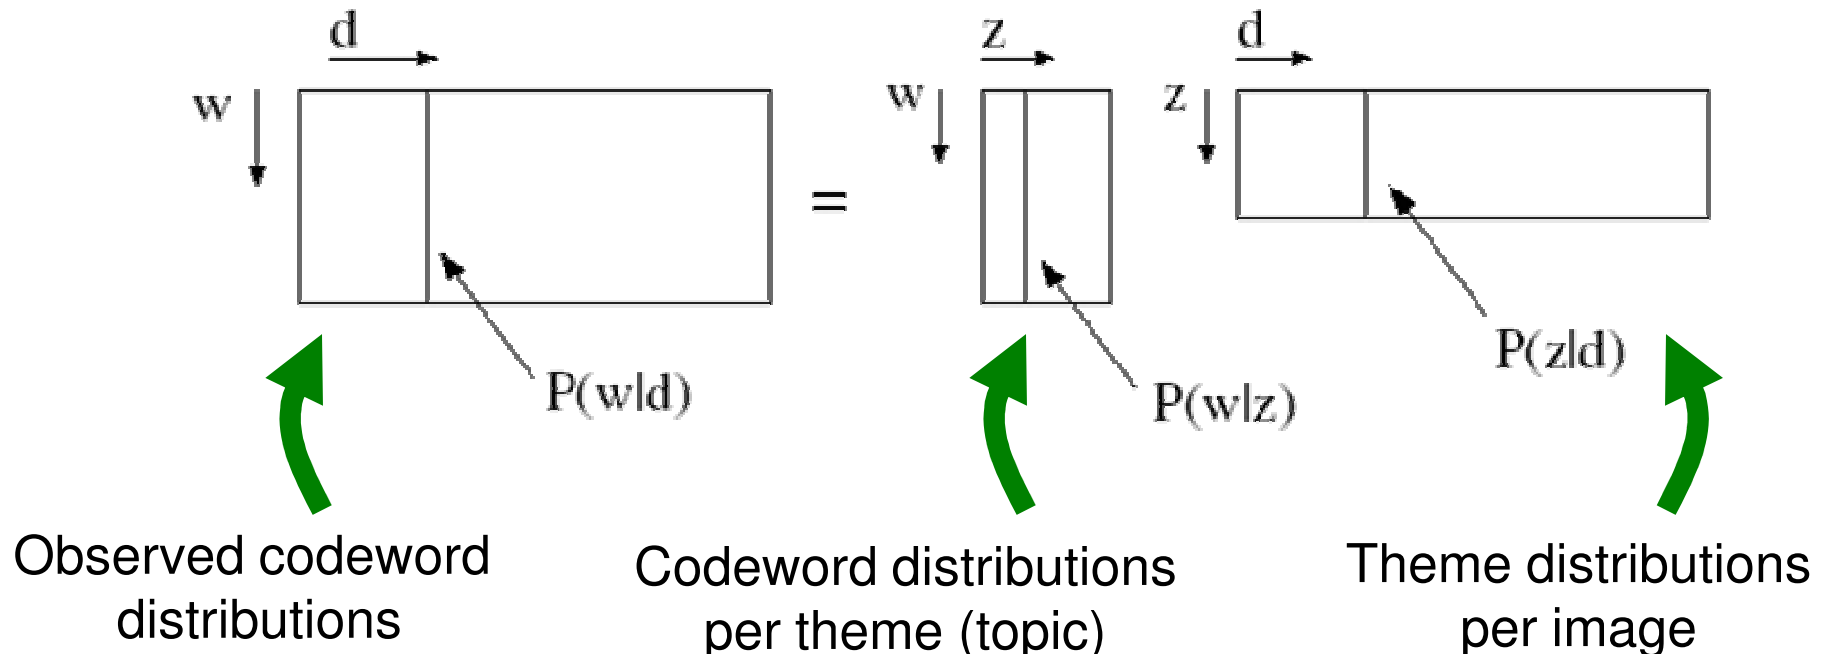 d
z
d
w
w
z
=
P(w|d)
P(w|z)
P(z|d)
Observed codeword
distributions
Codeword distributions
per theme (topic)
Theme distributions
per image